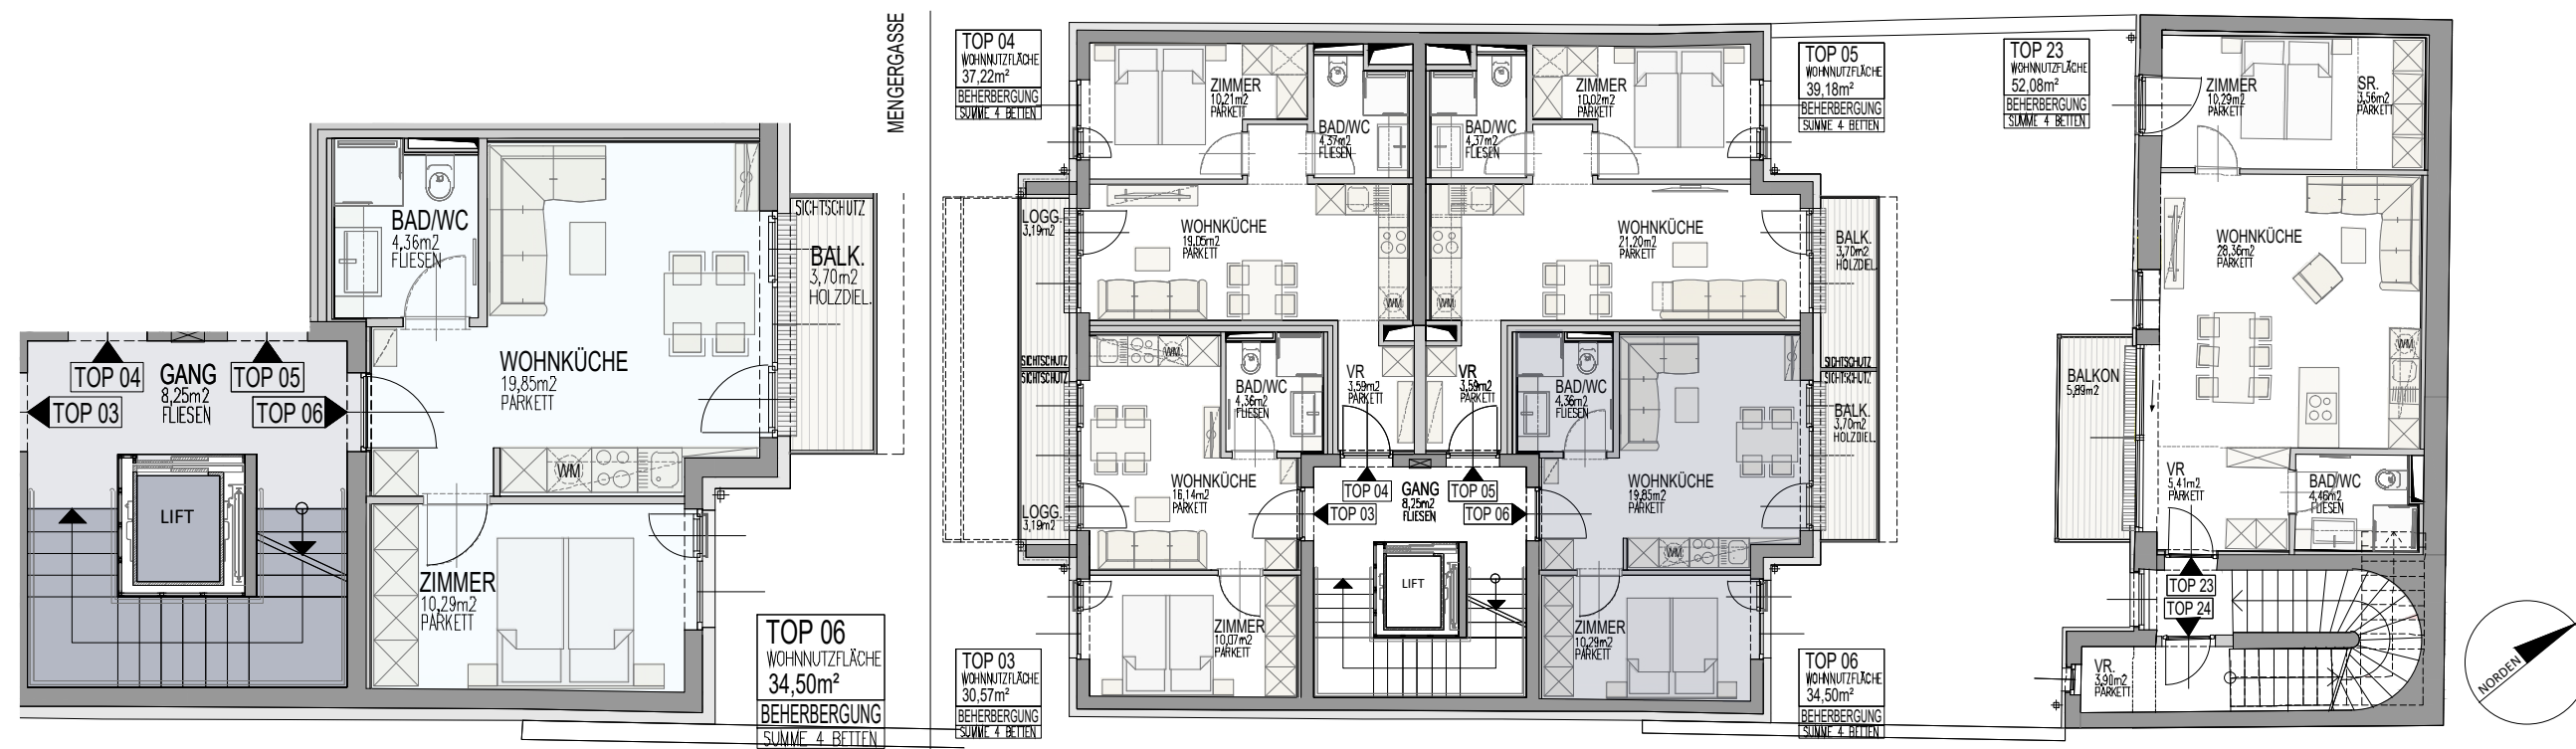 BAD/WC
4,36m2
FLIESEN
SICHTSCHUTZ
BALK.
3,70m2
HOLZDIEL.
WOHNKÜCHE
19,85m2
PARKETT
TOP 04
GANG
8,25m2
FLIESEN
TOP 05
TOP 03
TOP 06
WM
LIFT
ZIMMER
10,29m2
PARKETT
TOP 06
WOHNNUTZFLÄCHE
34,50m²
BEHERBERGUNG
SUMME 4 BETTEN
MENGERGASSE
TOP 04
WOHNNUTZFLÄCHE
37,22m²
BEHERBERGUNG
SUMME 4 BETTEN
ZIMMER
10,21m2
PARKETT
BAD/WC
4,37m2
FLIESEN
BAD/WC
4,37m2
FLIESEN
ZIMMER
10,02m2
PARKETT
TOP 05
WOHNNUTZFLÄCHE
39,18m²
BEHERBERGUNG
SUMME 4 BETTEN
LOGG.
3,19m2
WOHNKÜCHE
19,05m2
PARKETT
WM
WM
WOHNKÜCHE
21,20m2
PARKETT
BALK.
3,70m2
HOLZDIEL.
SICHTSCHUTZ
SICHTSCHUTZ
WM
BAD/WC
4,36m2
FLIESEN
VR
3,59m2
PARKETT
VR
3,59m2
PARKETT
BAD/WC
4,36m2
FLIESEN
SICHTSCHUTZ
SICHTSCHUTZ
BALK.
3,70m2
HOLZDIEL.
WOHNKÜCHE
16,14m2
PARKETT
TOP 04
GANG
8,25m2
FLIESEN
TOP 05
TOP 03
TOP 06
WOHNKÜCHE
19,85m2
PARKETT
LOGG.
3,19m2
WM
LIFT
ZIMMER
10,07m2
PARKETT
ZIMMER
10,29m2
PARKETT
TOP 03
WOHNNUTZFLÄCHE
30,57m²
BEHERBERGUNG
SUMME 4 BETTEN
TOP 06
WOHNNUTZFLÄCHE
34,50m²
BEHERBERGUNG
SUMME 4 BETTEN
TOP 23
WOHNNUTZFLÄCHE
52,08m²
BEHERBERGUNG
SUMME 4 BETTEN
ZIMMER
10,29m2
PARKETT
SR.
3,56m2
PARKETT
WOHNKÜCHE
28,36m2
PARKETT
WM
BALKON
5,89m2
VR
5,41m2
PARKETT
BAD/WC
4,46m2
FLIESEN
TOP 23
TOP 24
VR.
3,90m2
PARKETT
NORDEN